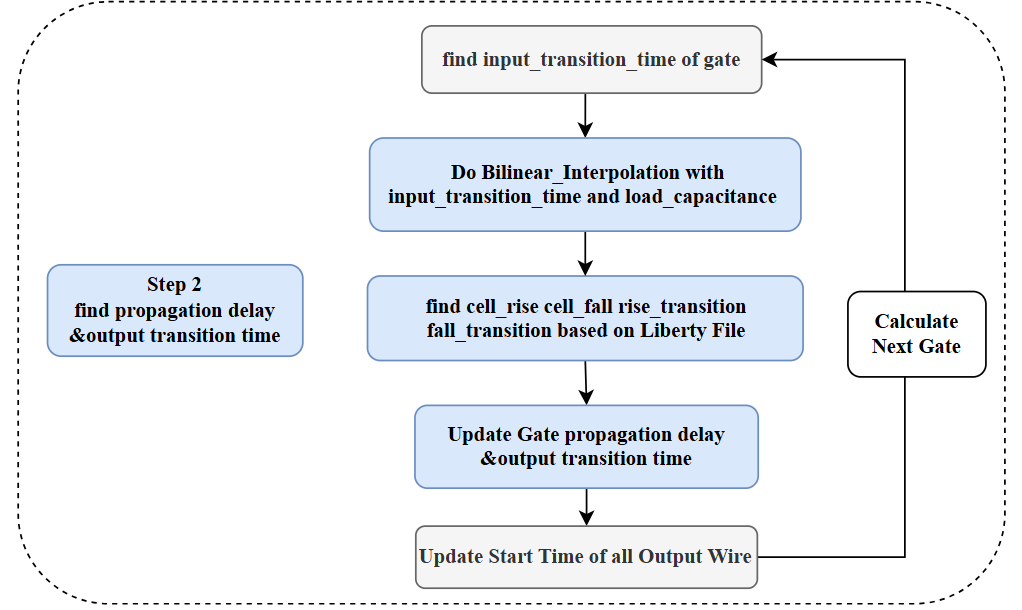 find input_transition_time of gate
Do Bilinear_Interpolation with
input_transition_time and load_capacitance
Step 2
find propagation delay
&output transition time
find cell_rise cell_fall rise_transition
fall_transition based on Liberty File
Calculate
Next Gate
Update Gate propagation delay
&output transition time
Update Start Time of all Output Wire